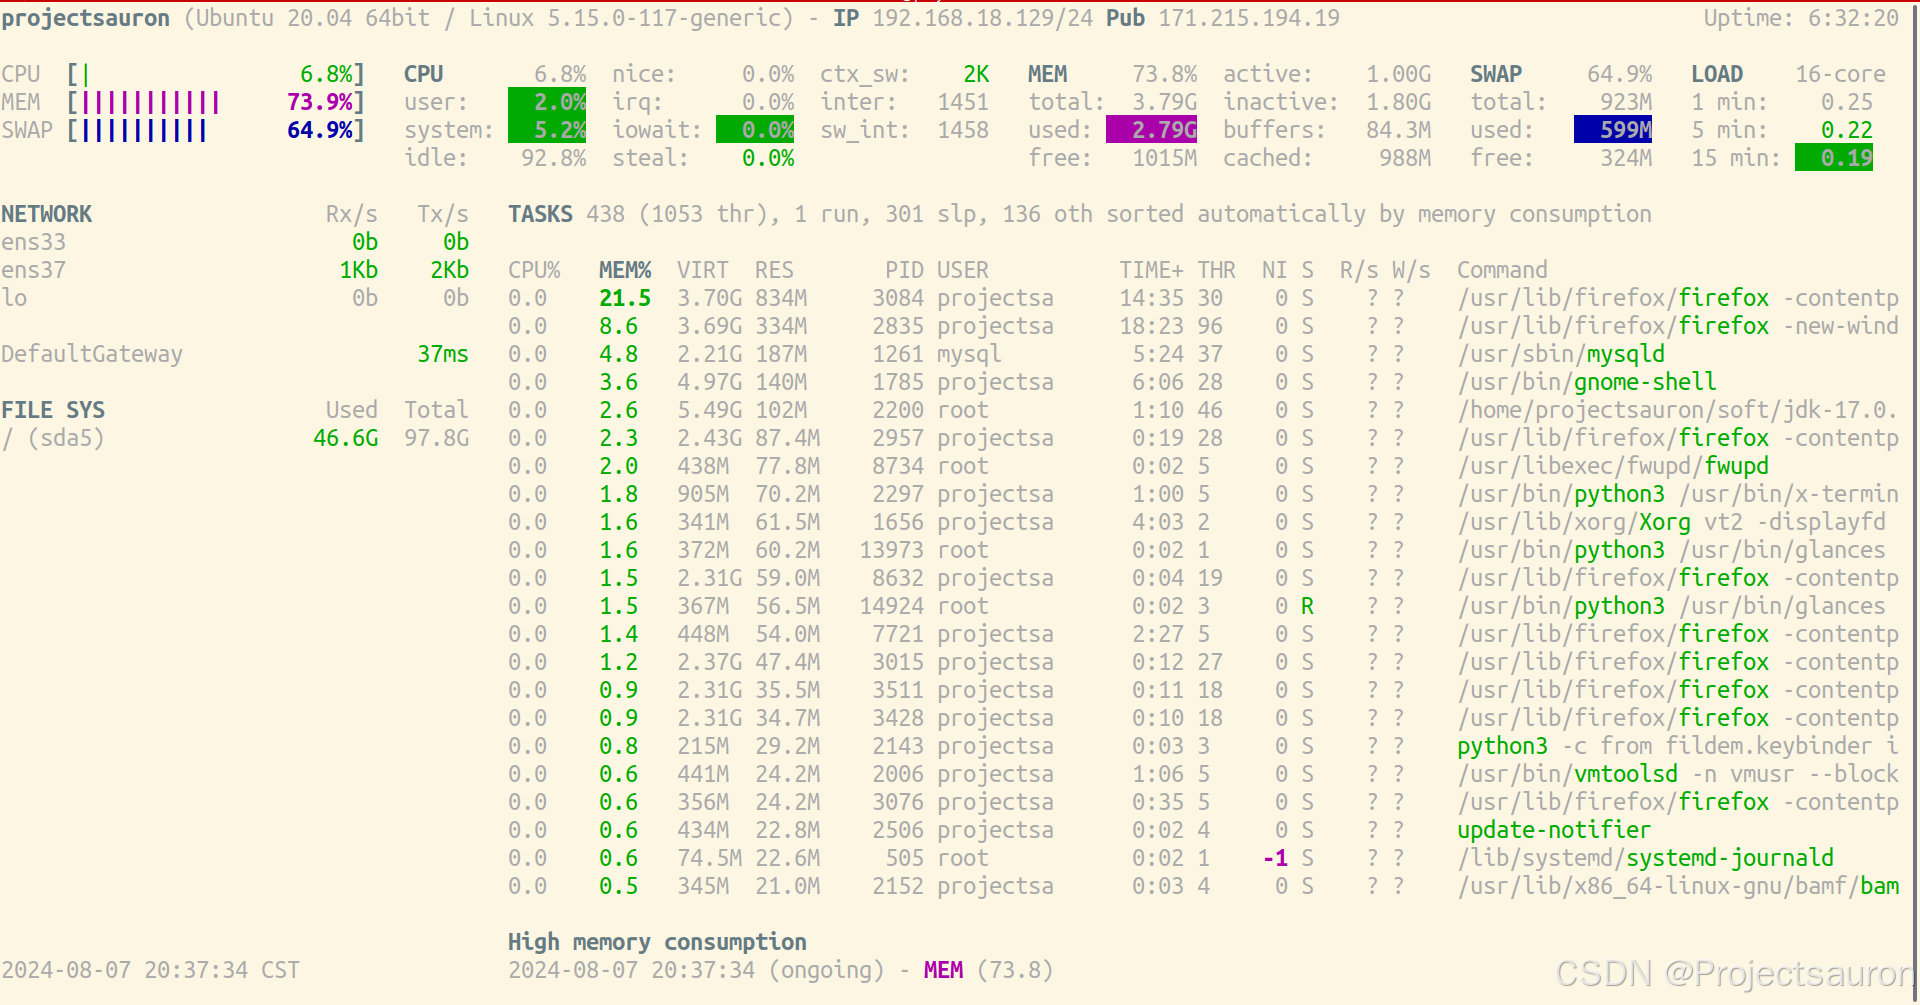 projectsauron (Ubuntu 20.04 64bit / Linux 5.15.0-117-generic) - IP 192.168.18.129/24 Pub 171.215.194.19 Uptime: 6:32:20
CPU [| 6.8%] CPU 6.8% nice: 0.0% ctx_sw: 2K MEM 73.8% active: 1.00G SWAP 64.9% LOAD 16-core
MEM [||||||||||| 73.9%] user: 2.0% irq: 0.0% inter: 1451 total: 3.79G inactive: 1.80G total: 923M 1 min: 0.25
SWAP [|||||||||| 64.9%] system: 5.2% iowait: 0.0% sw_int: 1458 used: 2.79G buffers: 84.3M used: 599M 5 min: 0.22
idle: 92.8% steal: 0.0% free: 1015M cached: 988M free: 324M 15 min: 0.19
NETWORK Rx/s Tx/s TASKS 438 (1053 thr), 1 run, 301 slp, 136 oth sorted automatically by memory consumption
ens33 0b 0b
ens37 1Kb 2Kb CPU% MEM% VIRT RES PID USER TIME+ THR NI S R/s W/s Command
lo 0b 0b 0.0 21.5 3.70G 834M 3084 projectsa 14:35 30 0 S ? ? /usr/lib/firefox/firefox -contentp
0.0 8.6 3.69G 334M 2835 projectsa 18:23 96 0 S ? ? /usr/lib/firefox/firefox -new-wind
DefaultGateway 37ms 0.0 4.8 2.21G 187M 1261 mysql 5:24 37 0 S ? ? /usr/sbin/mysqld
0.0 3.6 4.97G 140M 1785 projectsa 6:06 28 0 S ? ? /usr/bin/gnome-shell
FILE SYS Used Total 0.0 2.6 5.49G 102M 2200 root 1:10 46 0 S ? ? /home/projectsauron/soft/jdk-17.0.
/ (sda5) 46.6G 97.8G 0.0 2.3 2.43G 87.4M 2957 projectsa 0:19 28 0 S ? ? /usr/lib/firefox/firefox -contentp
0.0 2.0 438M 77.8M 8734 root 0:02 5 0 S ? ? /usr/libexec/fwupd/fwupd
0.0 1.8 905M 70.2M 2297 projectsa 1:00 5 0 S ? ? /usr/bin/python3 /usr/bin/x-termin
0.0 1.6 341M 61.5M 1656 projectsa 4:03 2 0 S ? ? /usr/lib/xorg/Xorg vt2 -displayfd
0.0 1.6 372M 60.2M 13973 root 0:02 1 0 S ? ? /usr/bin/python3 /usr/bin/glances
0.0 1.5 2.31G 59.0M 8632 projectsa 0:04 19 0 S ? ? /usr/lib/firefox/firefox -contentp
0.0 1.5 367M 56.5M 14924 root 0:02 3 0 R ? ? /usr/bin/python3 /usr/bin/glances
0.0 1.4 448M 54.0M 7721 projectsa 2:27 5 0 S ? ? /usr/lib/firefox/firefox -contentp
0.0 1.2 2.37G 47.4M 3015 projectsa 0:12 27 0 S ? ? /usr/lib/firefox/firefox -contentp
0.0 0.9 2.31G 35.5M 3511 projectsa 0:11 18 0 S ? ? /usr/lib/firefox/firefox -contentp
0.0 0.9 2.31G 34.7M 3428 projectsa 0:10 18 0 S ? ? /usr/lib/firefox/firefox -contentp
0.0 0.8 215M 29.2M 2143 projectsa 0:03 3 0 S ? ? python3 -c from fildem.keybinder i
0.0 0.6 441M 24.2M 2006 projectsa 1:06 5 0 S ? ? /usr/bin/vmtoolsd -n vmusr --block
0.0 0.6 356M 24.2M 3076 projectsa 0:35 5 0 S ? ? /usr/lib/firefox/firefox -contentp
0.0 0.6 434M 22.8M 2506 projectsa 0:02 4 0 S ? ? update-notifier
0.0 0.6 74.5M 22.6M 505 root 0:02 1 -1 S ? ? /lib/systemd/systemd-journald
0.0 0.5 345M 21.0M 2152 projectsa 0:03 4 0 S ? ? /usr/lib/x86_64-linux-gnu/bamf/bam
High memory consumption
2024-08-07 20:37:34 CST 2024-08-07 20:37:34 (ongoing) - MEM (73.8)
CSDN @Projectsauron